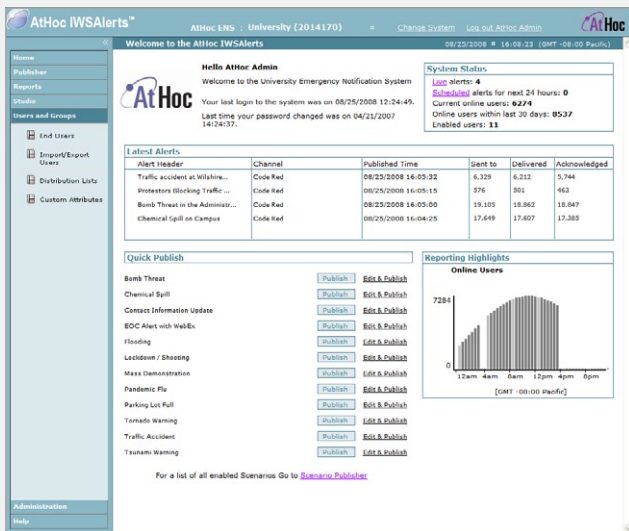 AtHoc IWSAlerts™
AtHoc ENS : University (2014170)
Change System
Log out AtHoc Admin
AtHoc
«
Welcome to the AtHoc IWSAlerts
08/25/2008 16:08:23 (GMT -08:00 Pacific)
Home
Publisher
Reports
Studio
Users and Groups
End Users
Import/Export
Users
Distribution Lists
Custom Attributes
Administration
Help
AtHoc
Hello AtHoc Admin
Welcome to the University Emergency Notification System
Your last login to the system was on 08/25/2008 12:24:49.
Last time your password changed was on 04/21/2007
14:24:37.
System Status
Live alerts: 4
Scheduled alerts for next 24 hours: 0
Current online users: 6274
Online users within last 30 days: 8537
Enabled users: 11
Latest Alerts
Alert Header Channel Published Time Sent to Delivered Acknowledged
Traffic accident at Wilshire... Code Red 08/25/2008 16:05:32 6,329 6,212 5,744
Protestors Blocking Traffic ... Code Red 08/25/2008 16:05:15 576 501 463
Bomb Threat in the Administr... Code Red 08/25/2008 16:05:00 19.105 18.862 18.847
Chemical Spill on Campus Code Red 08/25/2008 16:04:25 17.649 17.607 17.385
Quick Publish
Bomb Threat Publish Edit & Publish
Chemical Spill Publish Edit & Publish
Contact Information Update Publish Edit & Publish
EOC Alert with WebEx Publish Edit & Publish
Flooding Publish Edit & Publish
Lockdown / Shooting Publish Edit & Publish
Mass Demonstration Publish Edit & Publish
Pandemic Flu Publish Edit & Publish
Parking Lot Full Publish Edit & Publish
Tornado Warning Publish Edit & Publish
Traffic Accident Publish Edit & Publish
Tsunami Warning Publish Edit & Publish
For a list of all enabled Scenarios Go to Scenario Publisher
Reporting Highlights
Online Users
7284
0
12am 4am 8am 12pm 4pm 8pm
[GMT -08:00 Pacific]